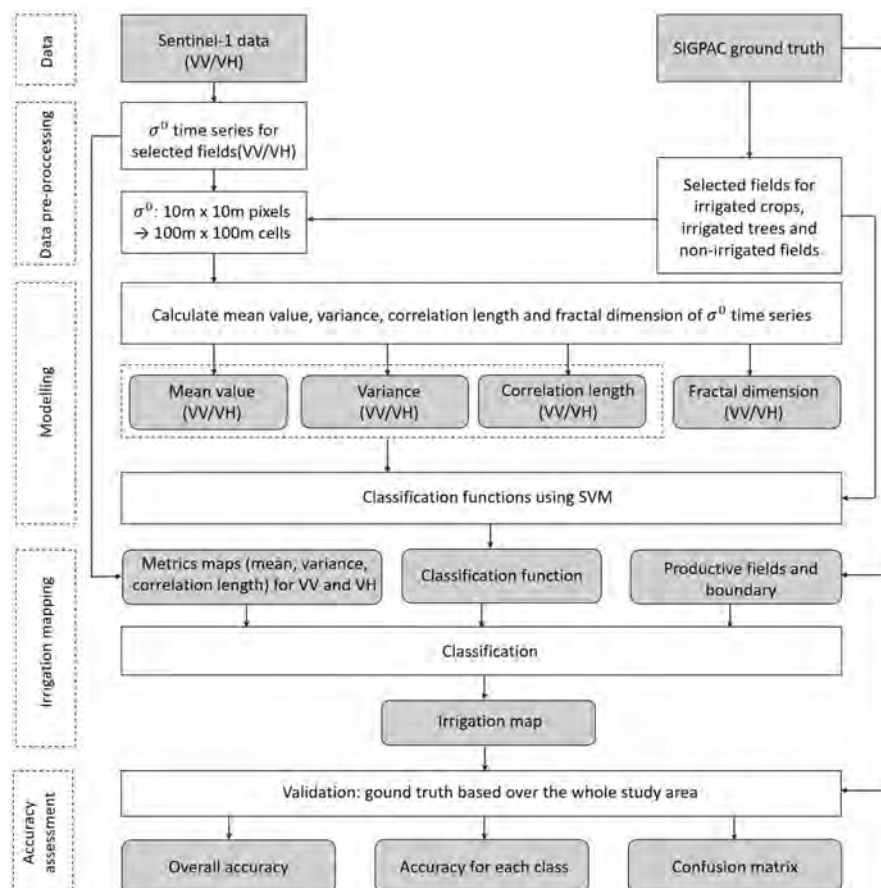 Data
Sentinel-1 data
(VV/VH)
SIGPAC ground truth
Data pre-proccessing
σ⁰ time series for
selected fields(VV/VH)
σ⁰: 10m x 10m pixels
→ 100m x 100m cells
Selected fields for
irrigated crops,
irrigated trees and
non-irrigated fields
Modelling
Calculate mean value, variance, correlation length and fractal dimension of σ⁰ time series
Mean value
(VV/VH)
Variance
(VV/VH)
Correlation length
(VV/VH)
Fractal dimension
(VV/VH)
Classification functions using SVM
Irrigation mapping
Metrics maps (mean, variance,
correlation length) for VV and VH
Classification function
Productive fields and
boundary
Classification
Irrigation map
Accuracy
assessment
Validation: gound truth based over the whole study area
Overall accuracy
Accuracy for each class
Confusion matrix